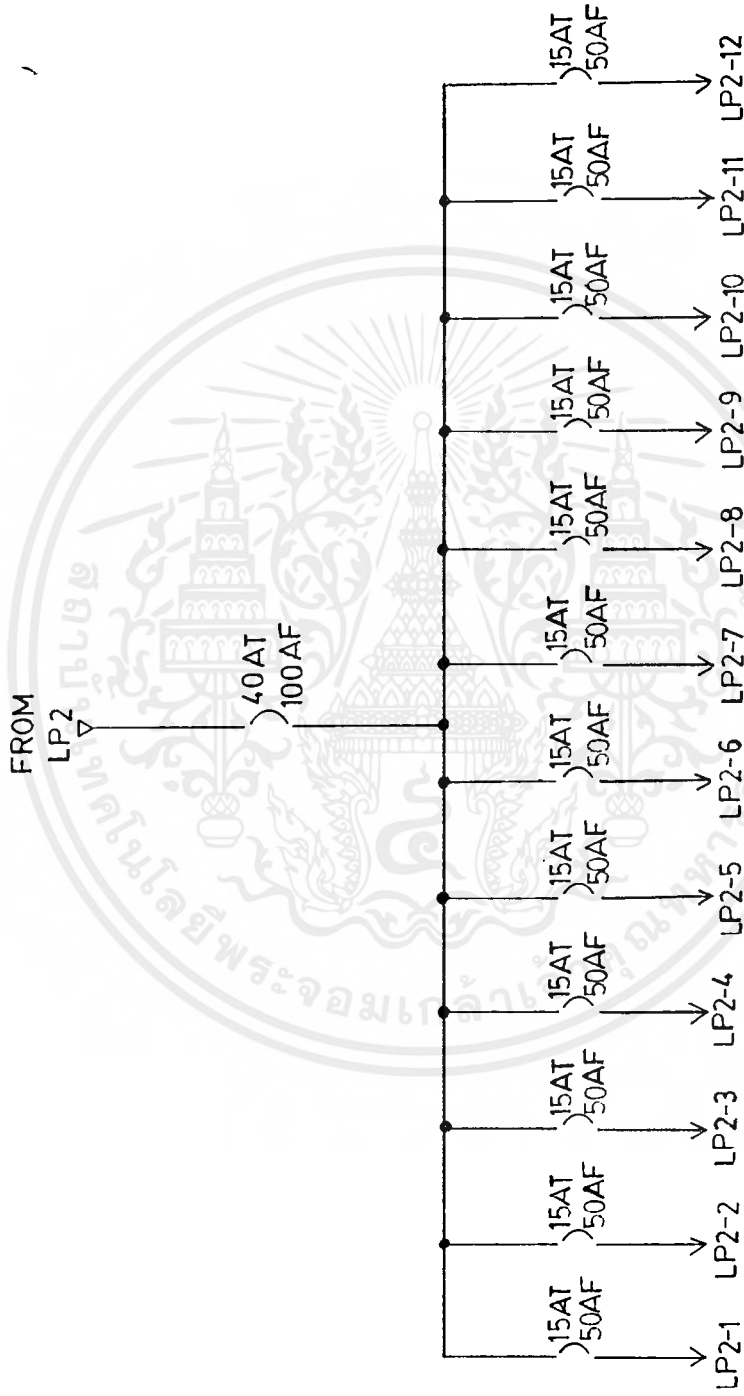 FROM
LP2
40AT
100AF
15AT
50AF
15AT
50AF
15AT
50AF
15AT
50AF
15AT
50AF
15AT
50AF
15AT
50AF
15AT
50AF
15AT
50AF
15AT
50AF
15AT
50AF
15AT
50AF
LP2-1
LP2-2
LP2-3
LP2-4
LP2-5
LP2-6
LP2-7
LP2-8
LP2-9
LP2-10
LP2-11
LP2-12